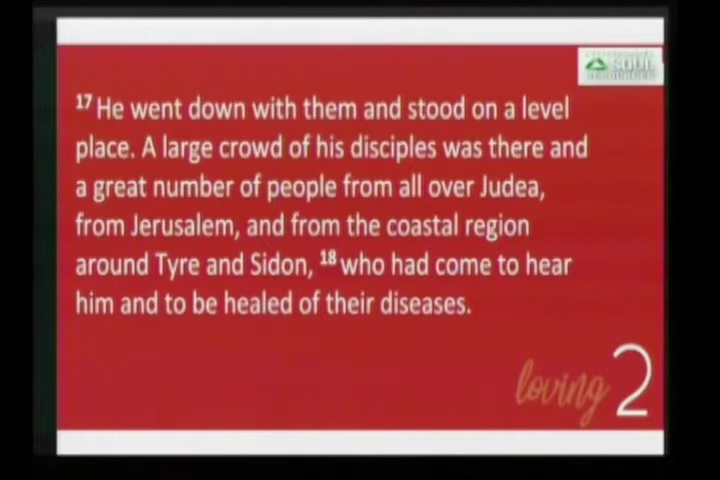 SOUL
17 He went down with them and stood on a level
place. A large crowd of his disciples was there and
a great number of people from all over Judea,
from Jerusalem, and from the coastal region
around Tyre and Sidon, 18 who had come to hear
him and to be healed of their diseases.
loving 2